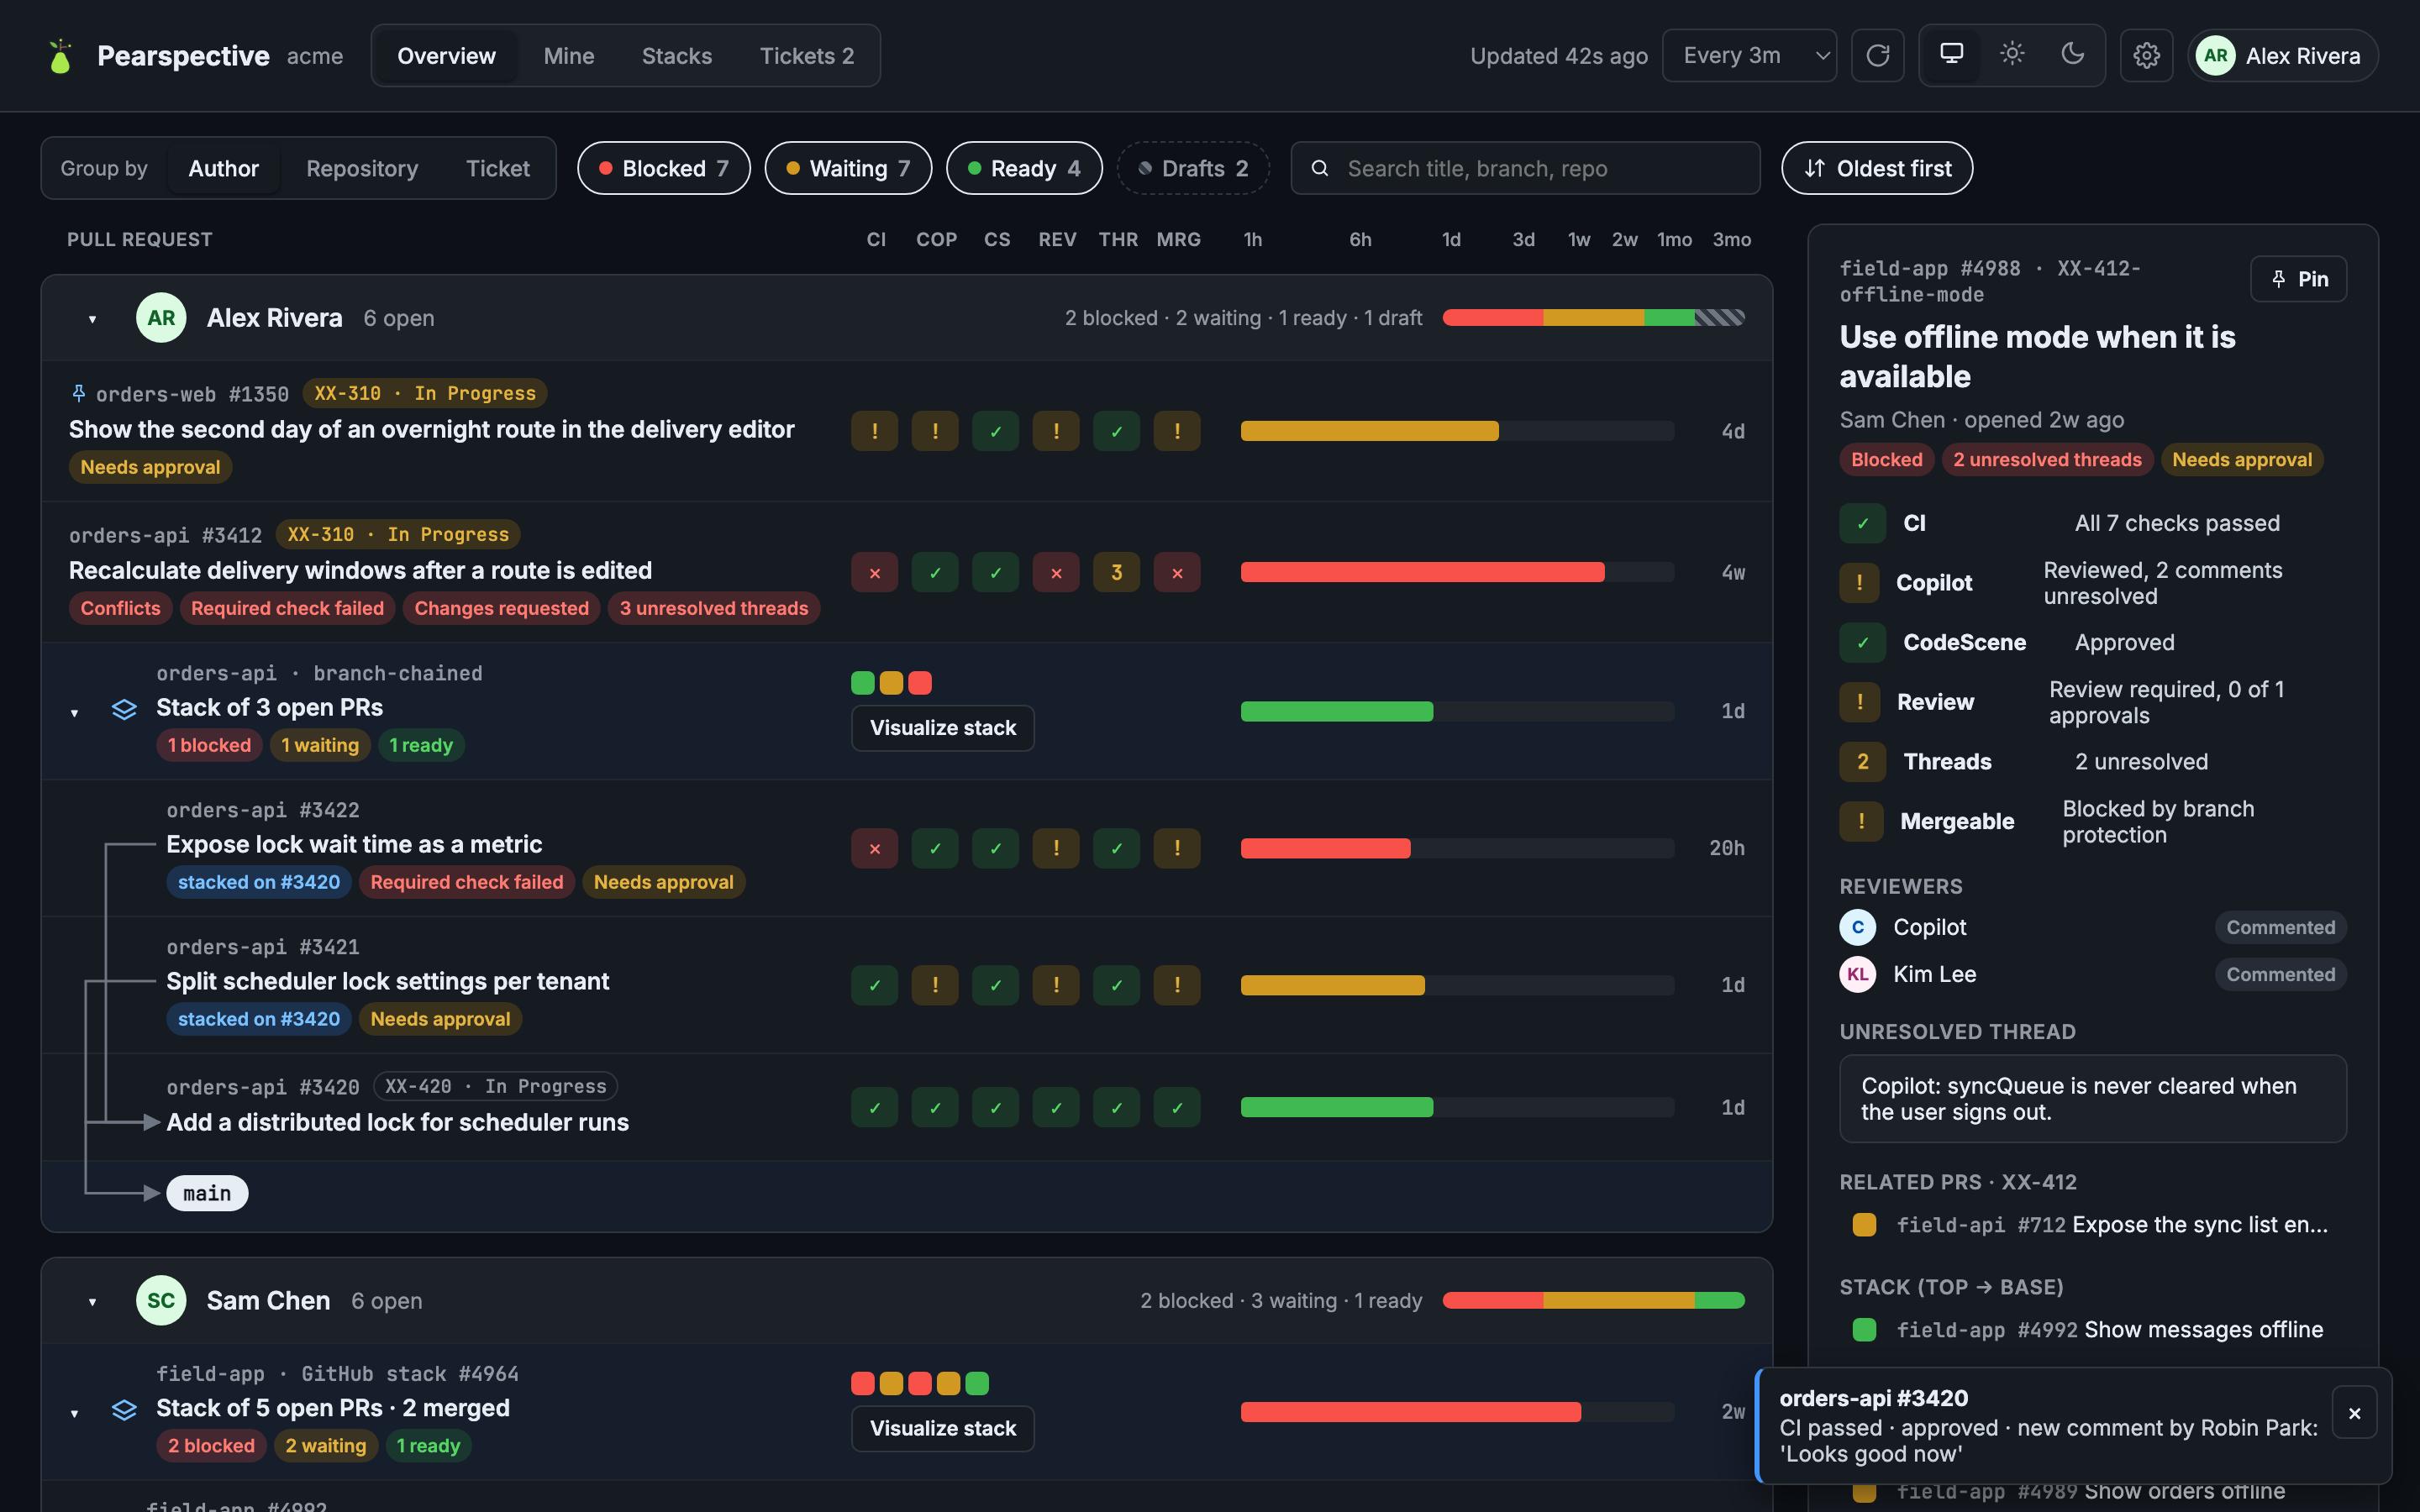 Pearspective acme Overview Mine Stacks Tickets 2 Updated 42s ago Every 3m AR Alex Rivera
Group by Author Repository Ticket Blocked 7 Waiting 7 Ready 4 Drafts 2 Search title, branch, repo Oldest first
PULL REQUEST CI COP CS REV THR MRG 1h 6h 1d 3d 1w 2w 1mo 3mo
AR Alex Rivera 6 open 2 blocked · 2 waiting · 1 ready · 1 draft
orders-web #1350 XX-310 · In Progress
Show the second day of an overnight route in the delivery editor ! ! ✓ ! ✓ ! 4d
Needs approval
orders-api #3412 XX-310 · In Progress
Recalculate delivery windows after a route is edited × ✓ ✓ × 3 × 4w
Conflicts Required check failed Changes requested 3 unresolved threads
orders-api · branch-chained
Stack of 3 open PRs 1d
Visualize stack
1 blocked 1 waiting 1 ready
orders-api #3422
Expose lock wait time as a metric × ✓ ✓ ! ✓ ! 20h
stacked on #3420 Required check failed Needs approval
orders-api #3421
Split scheduler lock settings per tenant ✓ ! ✓ ! ✓ ! 1d
stacked on #3420 Needs approval
orders-api #3420 XX-420 · In Progress
Add a distributed lock for scheduler runs ✓ ✓ ✓ ✓ ✓ ✓ 1d
main
SC Sam Chen 6 open 2 blocked · 3 waiting · 1 ready
field-app · GitHub stack #4964
Stack of 5 open PRs · 2 merged 2w
Visualize stack
2 blocked 2 waiting 1 ready
field-app #4992
field-app #4988 · XX-412-
offline-mode
Pin
Use offline mode when it is
available
Sam Chen · opened 2w ago
Blocked 2 unresolved threads Needs approval
✓ CI All 7 checks passed
! Copilot Reviewed, 2 comments
unresolved
✓ CodeScene Approved
! Review Review required, 0 of 1
approvals
2 Threads 2 unresolved
! Mergeable Blocked by branch
protection
REVIEWERS
C Copilot Commented
KL Kim Lee Commented
UNRESOLVED THREAD
Copilot: syncQueue is never cleared when
the user signs out.
RELATED PRS · XX-412
field-api #712 Expose the sync list en...
STACK (TOP → BASE)
field-app #4992 Show messages offline
orders-api #3420
CI passed · approved · new comment by Robin Park:
'Looks good now'
×
field-app #4989 Show orders offline